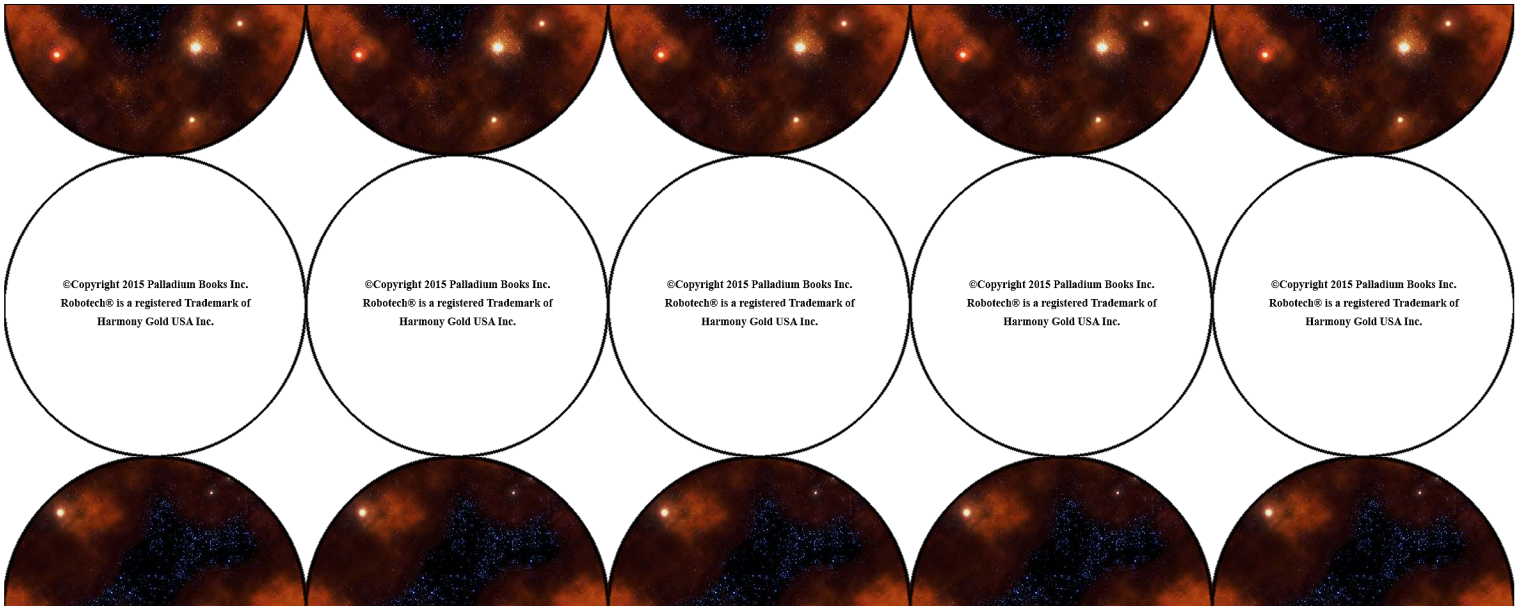 ©Copyright 2015 Palladium Books Inc.
Robotech® is a registered Trademark of
Harmony Gold USA Inc.
©Copyright 2015 Palladium Books Inc.
Robotech® is a registered Trademark of
Harmony Gold USA Inc.
©Copyright 2015 Palladium Books Inc.
Robotech® is a registered Trademark of
Harmony Gold USA Inc.
©Copyright 2015 Palladium Books Inc.
Robotech® is a registered Trademark of
Harmony Gold USA Inc.
©Copyright 2015 Palladium Books Inc.
Robotech® is a registered Trademark of
Harmony Gold USA Inc.